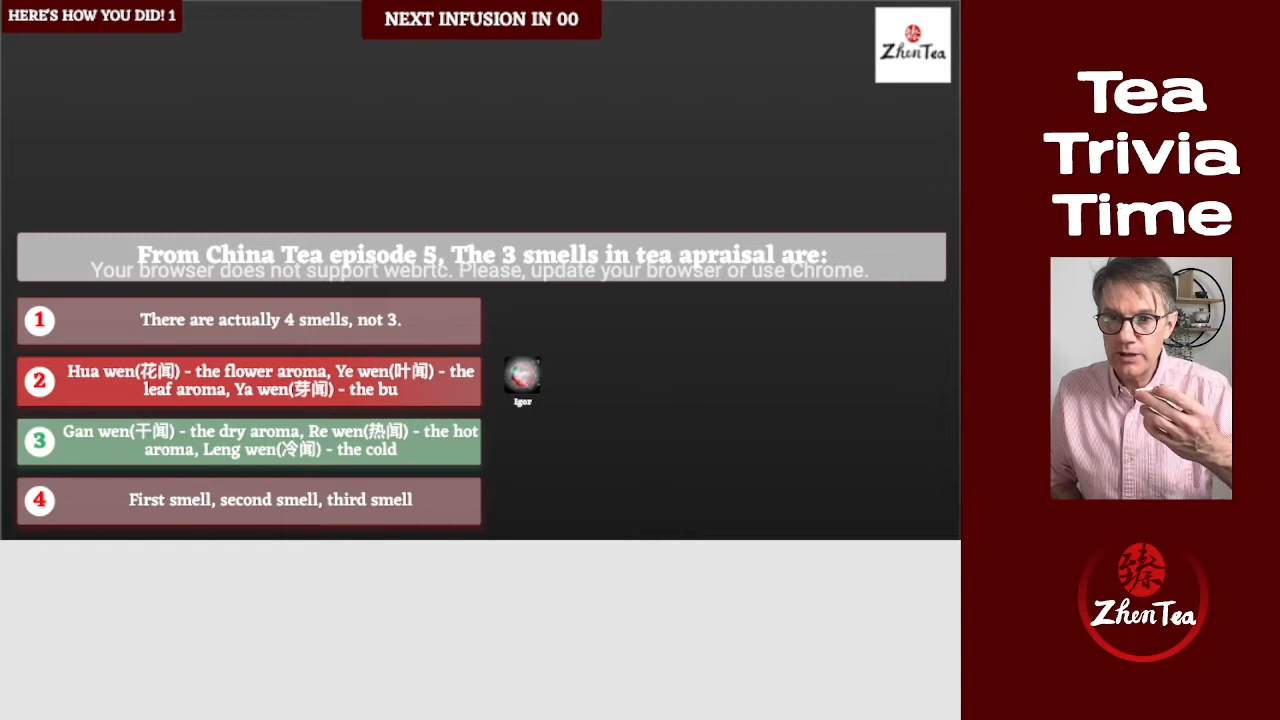 HERE'S HOW YOU DID! 1
NEXT INFUSION IN 00
ZhenTea
Tea
Trivia
Time
From China Tea episode 5, The 3 smells in tea apraisal are:
Your browser does not support webrtc. Please, update your browser or use Chrome.
1
There are actually 4 smells, not 3.
2
Hua wen(花闻) - the flower aroma, Ye wen(叶闻) - the
leaf aroma, Ya wen(芽闻) - the bu
Igor
3
Gan wen(干闻) - the dry aroma, Re wen(热闻) - the hot
aroma, Leng wen(冷闻) - the cold
4
First smell, second smell, third smell
臻
ZhenTea